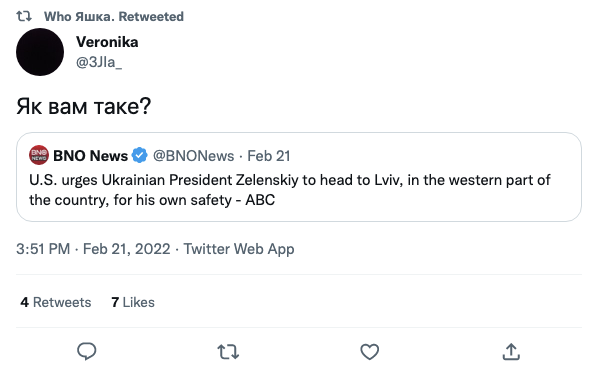 Who Яшка. Retweeted
Veronika
@3Jla_
Як вам таке?
BNO NEWS
BNO News @BNONews · Feb 21
U.S. urges Ukrainian President Zelenskiy to head to Lviv, in the western part of
the country, for his own safety - ABC
3:51 PM · Feb 21, 2022 · Twitter Web App
4 Retweets 7 Likes